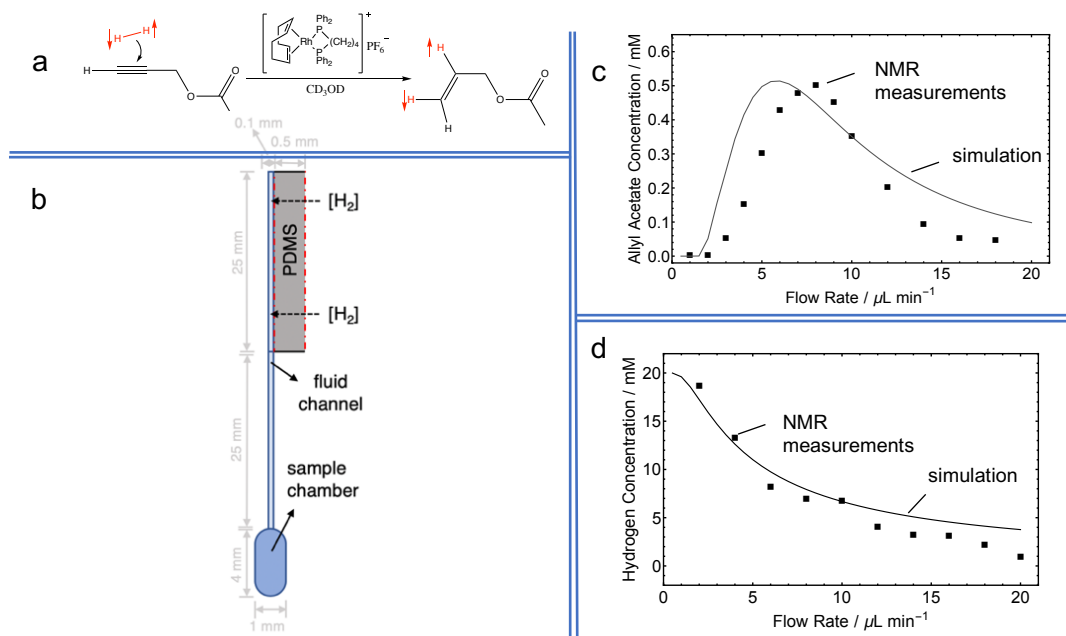 a
H
H
H
O
O
Ph₂
P
Rh
(CH₂)₄
P
Ph₂
+
PF₆⁻
CD₃OD
H
H
H
O
O
b
0.1 mm
0.5 mm
[H₂]
PDMS
25 mm
[H₂]
fluid
channel
25 mm
sample
chamber
4 mm
1 mm
c
Allyl Acetate Concentration / mM
0.6
0.5
0.4
0.3
0.2
0.1
0.0
NMR
measurements
simulation
0 5 10 15 20
Flow Rate / µL min⁻¹
d
Hydrogen Concentration / mM
20
15
10
5
0
NMR
measurements
simulation
0 5 10 15 20
Flow Rate / µL min⁻¹